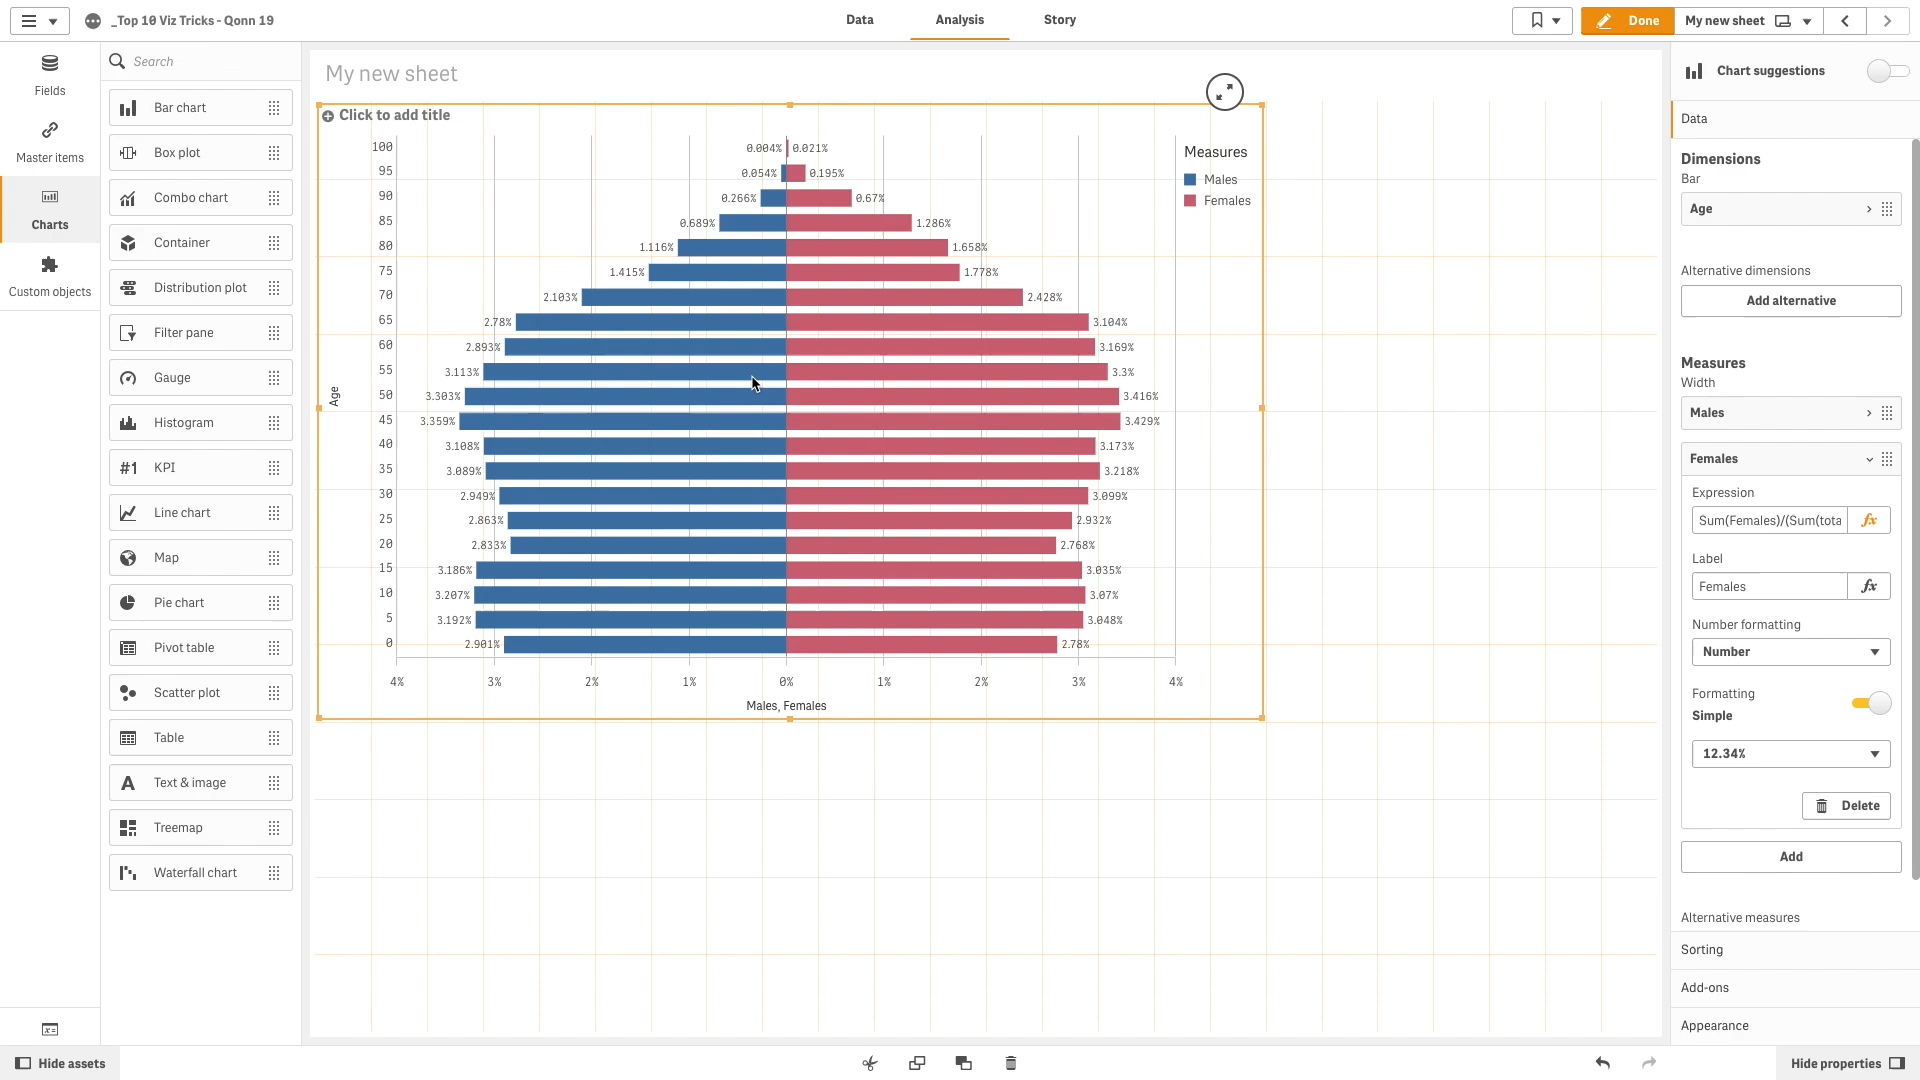 _Top 10 Viz Tricks - Qonn 19
Data
Analysis
Story
Done
My new sheet
Fields
Master items
Charts
Custom objects
Search
Bar chart
Box plot
Combo chart
Container
Distribution plot
Filter pane
Gauge
Histogram
#1 KPI
Line chart
Map
Pie chart
Pivot table
Scatter plot
Table
A Text & image
Treemap
Waterfall chart
My new sheet
Click to add title
Age
100 0.004% 0.021%
95 0.054% 0.195%
90 0.266% 0.67%
85 0.689% 1.286%
80 1.116% 1.658%
75 1.415% 1.778%
70 2.103% 2.428%
65 2.78% 3.104%
60 2.893% 3.169%
55 3.113% 3.3%
50 3.303% 3.416%
45 3.359% 3.429%
40 3.108% 3.173%
35 3.089% 3.218%
30 2.949% 3.099%
25 2.863% 2.932%
20 2.833% 2.768%
15 3.186% 3.035%
10 3.207% 3.07%
5 3.192% 3.048%
0 2.901% 2.78%
4% 3% 2% 1% 0% 1% 2% 3% 4%
Males, Females
Measures
Males
Females
Chart suggestions
Data
Dimensions
Bar
Age
Alternative dimensions
Add alternative
Measures
Width
Males
Females
Expression
Sum(Females)/(Sum(tota
fx
Label
Females
fx
Number formatting
Number
Formatting
Simple
12.34%
Delete
Add
Alternative measures
Sorting
Add-ons
Appearance
Hide assets
Hide properties